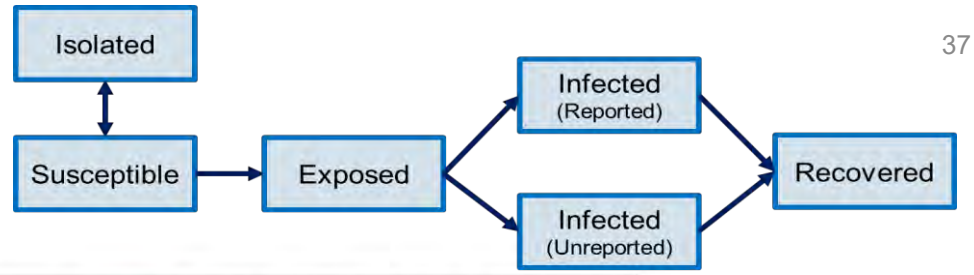 Isolated
37
Susceptible
Exposed
Infected
(Reported)
Infected
(Unreported)
Recovered